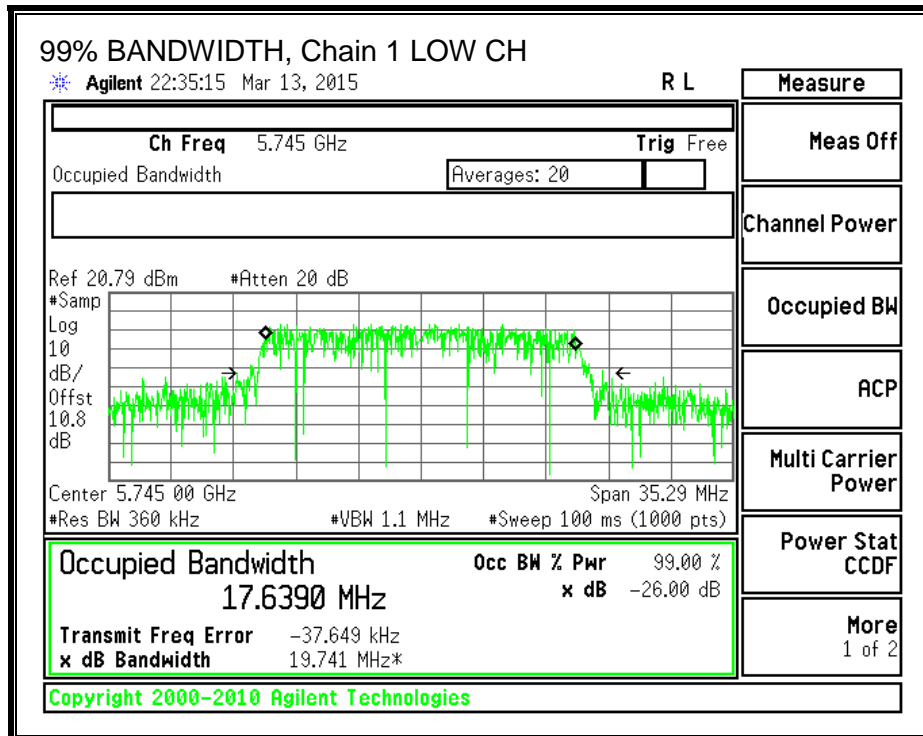 99% BANDWIDTH, Chain 1 LOW CH
Agilent 22:35:15 Mar 13, 2015 R L
Measure
Ch Freq 5.745 GHz Trig Free
Meas Off
Occupied Bandwidth Averages: 20
Channel Power
Ref 20.79 dBm #Atten 20 dB
#Samp
Log
10
dB/
Offst
10.8
dB
Occupied BW
ACP
Multi Carrier
Power
Center 5.745 00 GHz Span 35.29 MHz
#Res BW 360 kHz #VBW 1.1 MHz #Sweep 100 ms (1000 pts)
Occupied Bandwidth Occ BW % Pwr 99.00 %
17.6390 MHz x dB -26.00 dB
Transmit Freq Error -37.649 kHz
x dB Bandwidth 19.741 MHz*
Power Stat
CCDF
More
1 of 2
Copyright 2000-2010 Agilent Technologies